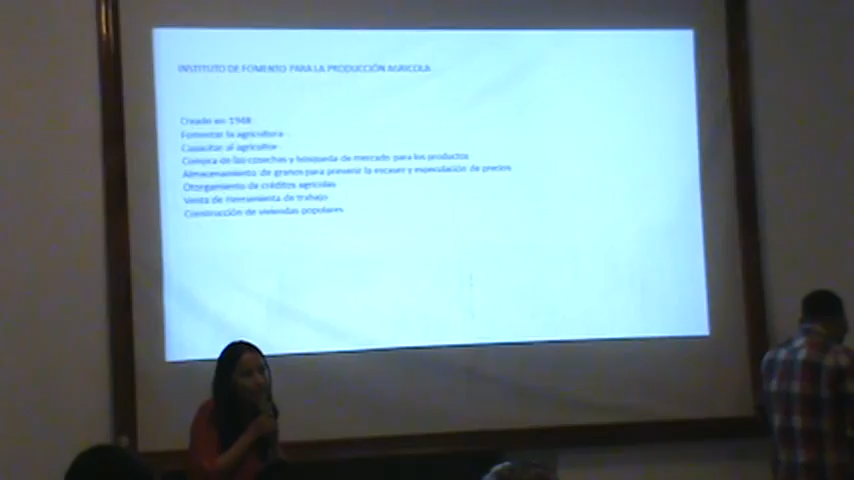 INSTITUTO DE FOMENTO PARA LA PRODUCCIÓN AGRICOLA
Creado en 1948
Fomentar la agricultura
Capacitar al agricultor
Compra de las cosechas y búsqueda de mercado para los productos
Almacenamiento de granos para prevenir la escasez y especulación de precios
Otorgamiento de créditos agrícolas
Venta de Herramienta de trabajo
Construcción de viviendas populares